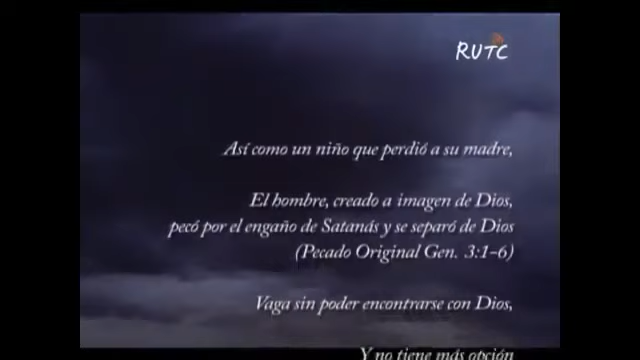 RUTC
Así como un niño que perdió a su madre,
El hombre, creado a imagen de Dios,
pecó por el engaño de Satanás y se separó de Dios
(Pecado Original Gen. 3:1-6)
Vaga sin poder encontrarse con Dios,
Y no tiene más opción